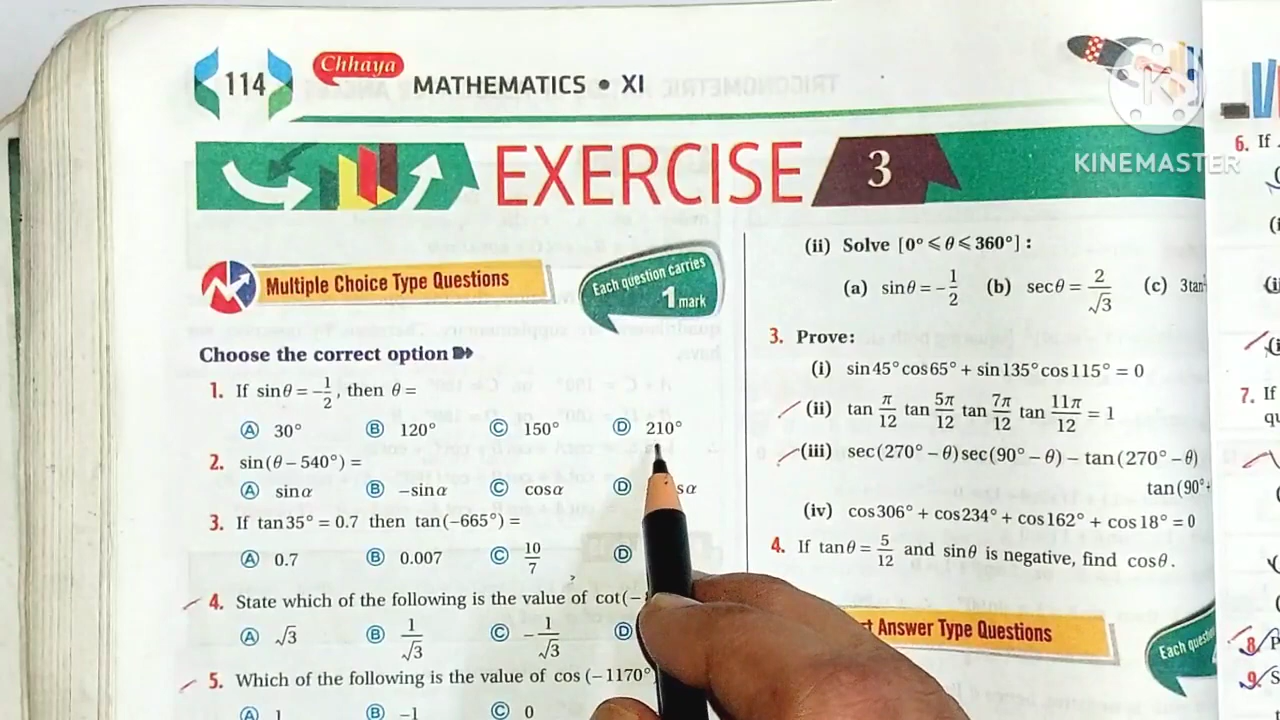 114 Chhaya MATHEMATICS • XI
KINEMASTER
EXERCISE 3
Multiple Choice Type Questions
Each question carries
1 mark
Choose the correct option
1. If sinθ = -1/2, then θ =
Ⓐ 30° Ⓑ 120° Ⓒ 150° Ⓓ 210°
2. sin(θ – 540°) =
Ⓐ sinα Ⓑ –sinα Ⓒ cosα Ⓓ
3. If tan35° = 0.7 then tan(–665°) =
Ⓐ 0.7 Ⓑ 0.007 Ⓒ 10/7 Ⓓ
4. State which of the following is the value of cot(–
Ⓐ √3 Ⓑ 1/√3 Ⓒ –1/√3 Ⓓ
5. Which of the following is the value of cos (–1170°
Ⓐ 1 Ⓑ –1 Ⓒ 0
(ii) Solve [0° ⩽ θ ⩽ 360°] :
(a) sinθ = –1/2 (b) secθ = 2/√3 (c) 3tan
3. Prove:
(i) sin45° cos65° + sin135° cos115° = 0
(ii) tan π/12 tan 5π/12 tan 7π/12 tan 11π/12 = 1
(iii) sec(270° – θ)sec(90° – θ) – tan(270° – θ)
tan(90°+
(iv) cos306° + cos234° + cos162° + cos18° = 0
4. If tanθ = 5/12 and sinθ is negative, find cosθ.
Answer Type Questions
Each
6. If
7. If
8.
9.